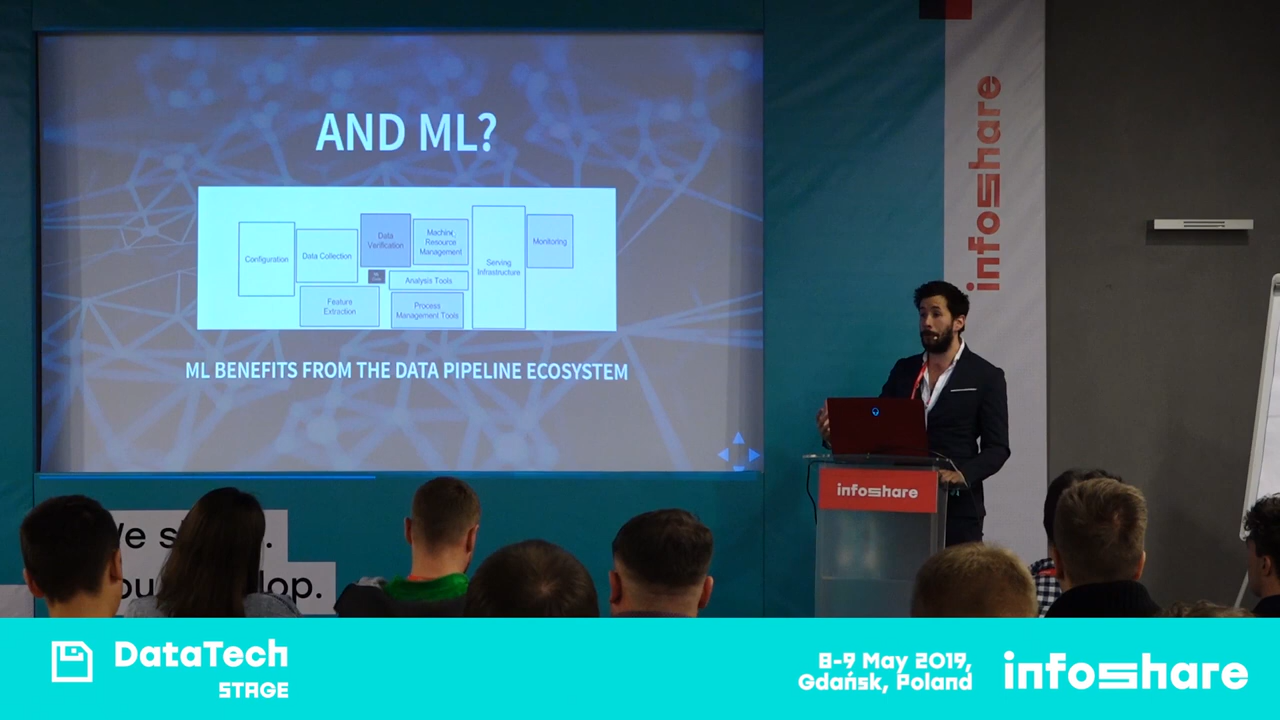 AND ML?
Configuration
Data Collection
Data
Verification
Machine
Resource
Management
Serving
Infrastructure
Monitoring
Analysis Tools
Feature
Extraction
Process
Management Tools
ML BENEFITS FROM THE DATA PIPELINE ECOSYSTEM
infoshare
infoshare
We s
lop.
DataTech
STAGE
8-9 May 2019,
Gdańsk, Poland
infoshare